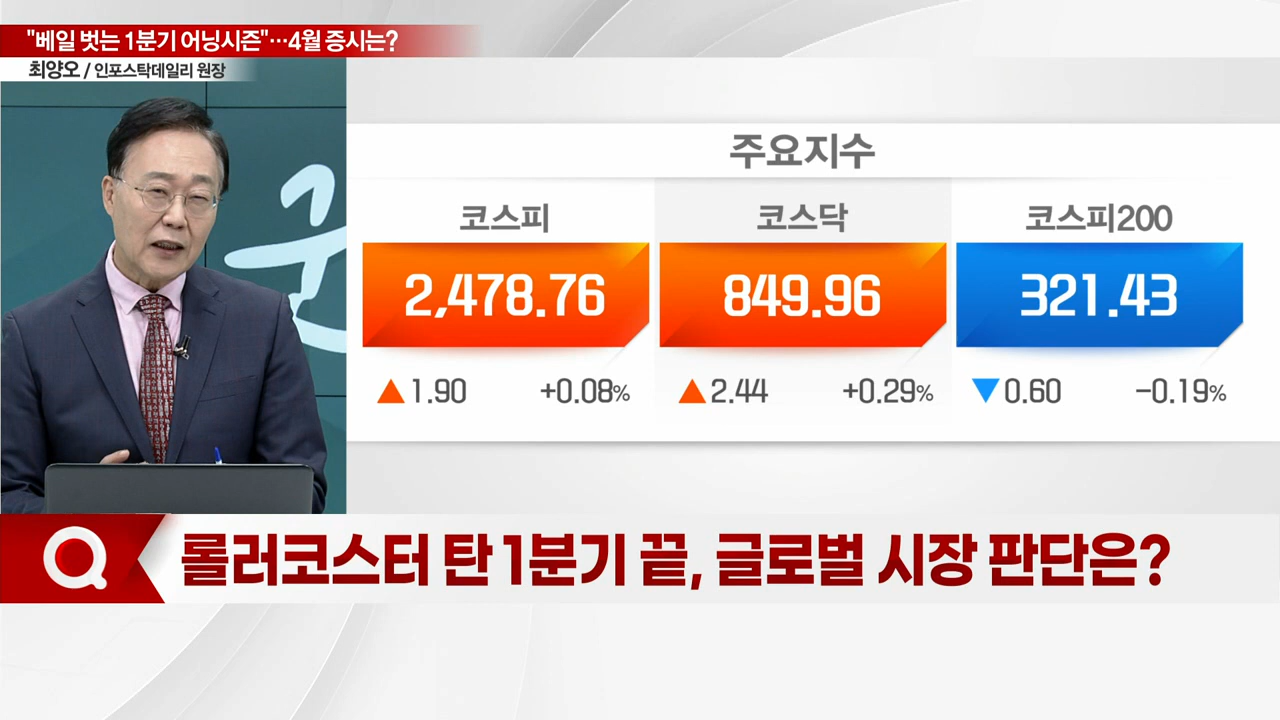 "베일 벗는 1분기 어닝시즌"…4월 증시는?
최양오 / 인포스탁데일리 원장
주요지수
코스피 코스닥 코스피200
2,478.76 849.96 321.43
▲1.90 +0.08% ▲2.44 +0.29% ▼0.60 -0.19%
Q 롤러코스터 탄 1분기 끝, 글로벌 시장 판단은?